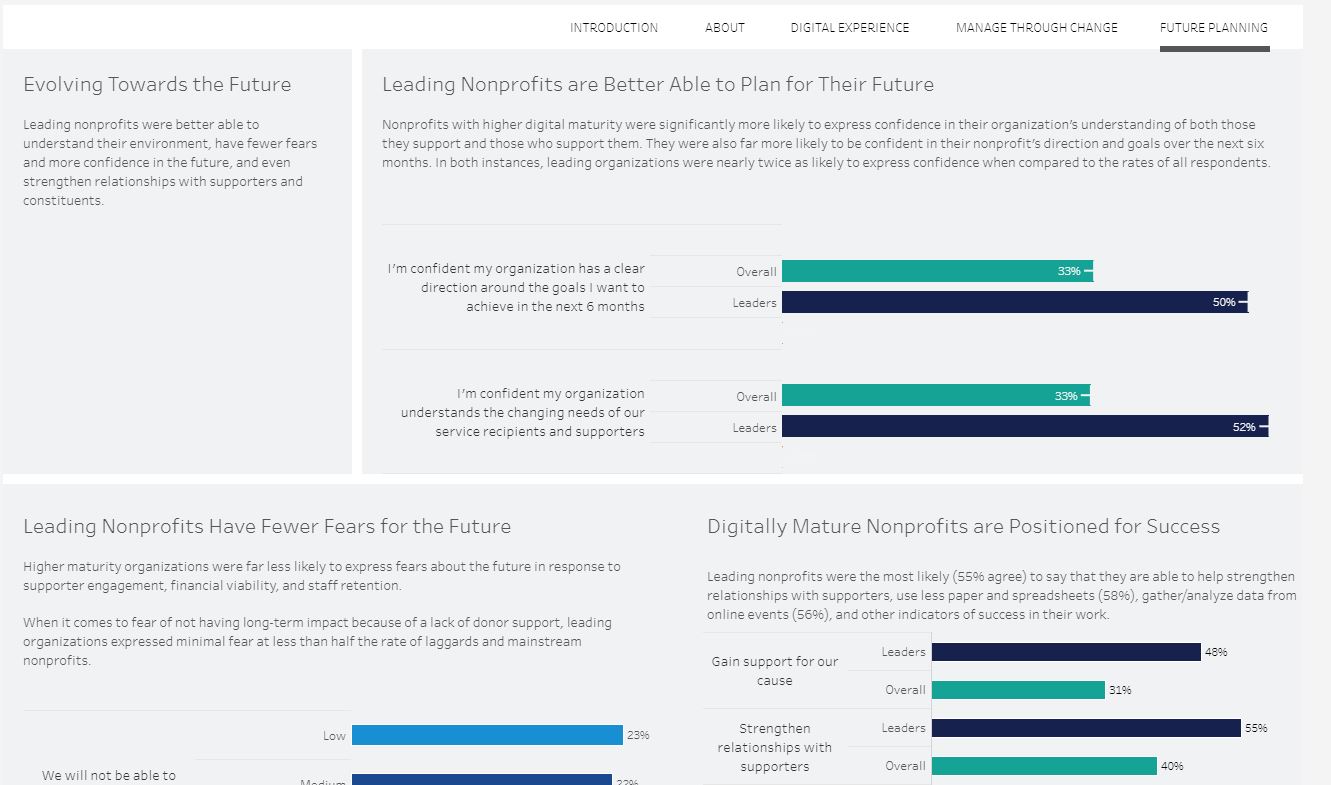 INTRODUCTION
ABOUT
DIGITAL EXPERIENCE
MANAGE THROUGH CHANGE
FUTURE PLANNING
Evolving Towards the Future
Leading nonprofits were better able to
understand their environment, have fewer fears
and more confidence in the future, and even
strengthen relationships with supporters and
constituents.
Leading Nonprofits are Better Able to Plan for Their Future
Nonprofits with higher digital maturity were significantly more likely to express confidence in their organization's understanding of both those
they support and those who support them. They were also far more likely to be confident in their nonprofit's direction and goals over the next six
months. In both instances, leading organizations were nearly twice as likely to express confidence when compared to the rates of all respondents.
I'm confident my organization has a clear
direction around the goals I want to
achieve in the next 6 months
Overall
33%
Leaders
50%
I'm confident my organization
understands the changing needs of our
service recipients and supporters
Overall
33%
Leaders
52%
Leading Nonprofits Have Fewer Fears for the Future
Higher maturity organizations were far less likely to express fears about the future in response to
supporter engagement, financial viability, and staff retention.
When it comes to fear of not having long-term impact because of a lack of donor support, leading
organizations expressed minimal fear at less than half the rate of laggards and mainstream
nonprofits.
Low
23%
We will not be able to
Medium
22%
Digitally Mature Nonprofits are Positioned for Success
Leading nonprofits were the most likely (55% agree) to say that they are able to help strengthen
relationships with supporters, use less paper and spreadsheets (58%), gather/analyze data from
online events (56%), and other indicators of success in their work.
Gain support for our
cause
Leaders
48%
Overall
31%
Strengthen
relationships with
supporters
Leaders
55%
Overall
40%